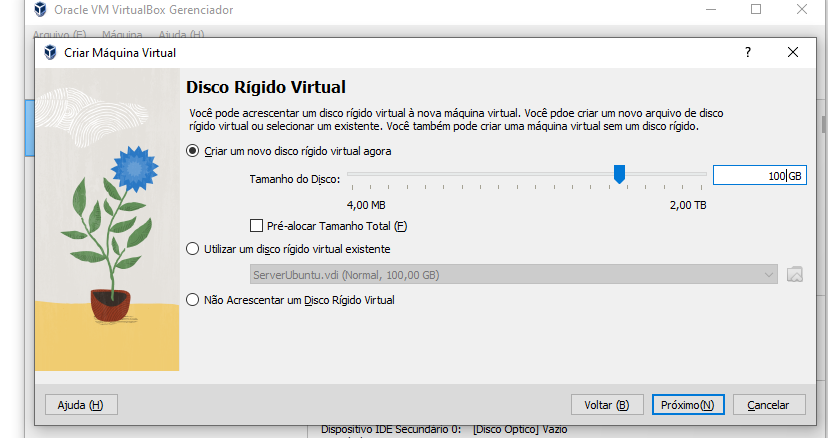 Oracle VM VirtualBox Gerenciador
Arquivo (F) Máquina Ajuda (H)
Criar Máquina Virtual
?
Disco Rígido Virtual
Você pode acrescentar um disco rígido virtual à nova máquina virtual. Você pdoe criar um novo arquivo de disco
rígido virtual ou selecionar um existente. Você também pode criar uma máquina virtual sem um disco rígido.
Criar um novo disco rígido virtual agora
Tamanho do Disco:
100 GB
4,00 MB
2,00 TB
Pré-alocar Tamanho Total (F)
Utilizar um disco rígido virtual existente
ServerUbuntu.vdi (Normal, 100,00 GB)
Não Acrescentar um Disco Rígido Virtual
Ajuda (H)
Voltar (B)
Próximo(N)
Cancelar
Dispositivo IDE Secundário 0: [Disco Óptico] Vazio